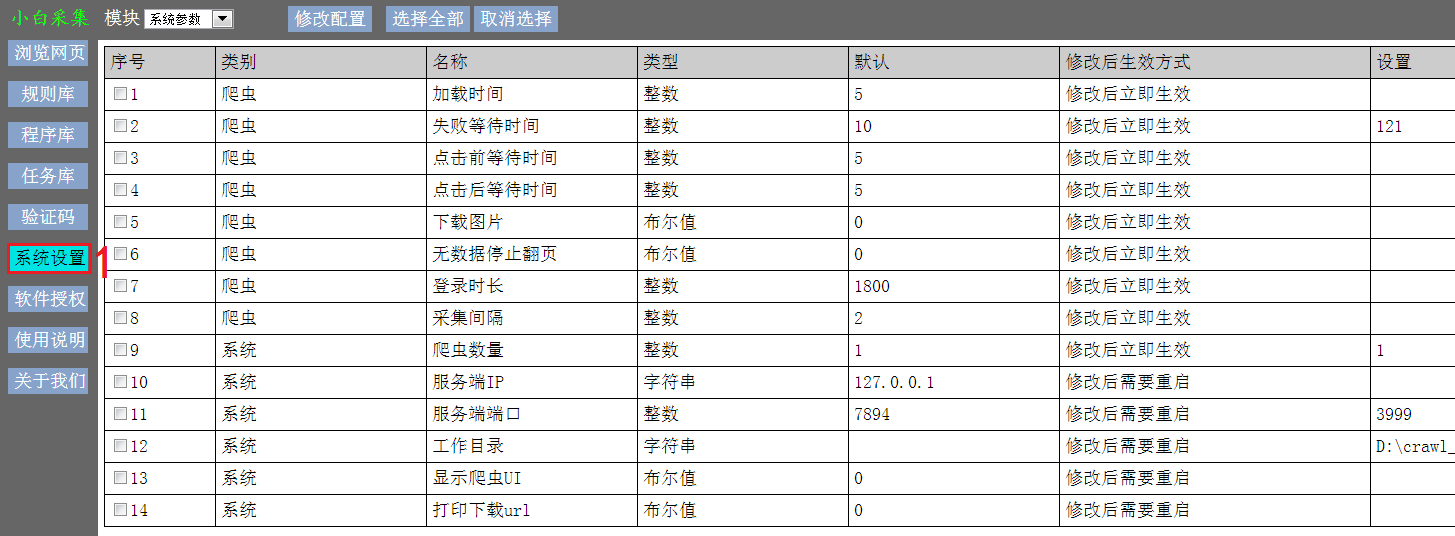 小白采集 模块 系统参数 修改配置 选择全部 取消选择
浏览网页
规则库
程序库
任务库
验证码
系统设置 1
软件授权
使用说明
关于我们
序号 类别 名称 类型 默认 修改后生效方式 设置
1 爬虫 加载时间 整数 5 修改后立即生效
2 爬虫 失败等待时间 整数 10 修改后立即生效 121
3 爬虫 点击前等待时间 整数 5 修改后立即生效
4 爬虫 点击后等待时间 整数 5 修改后立即生效
5 爬虫 下载图片 布尔值 0 修改后立即生效
6 爬虫 无数据停止翻页 布尔值 0 修改后立即生效
7 爬虫 登录时长 整数 1800 修改后立即生效
8 爬虫 采集间隔 整数 2 修改后立即生效
9 系统 爬虫数量 整数 1 修改后立即生效 1
10 系统 服务端IP 字符串 127.0.0.1 修改后需要重启
11 系统 服务端端口 整数 7894 修改后需要重启 3999
12 系统 工作目录 字符串 修改后需要重启 D:\crawl_
13 系统 显示爬虫UI 布尔值 0 修改后需要重启
14 系统 打印下载url 布尔值 0 修改后需要重启